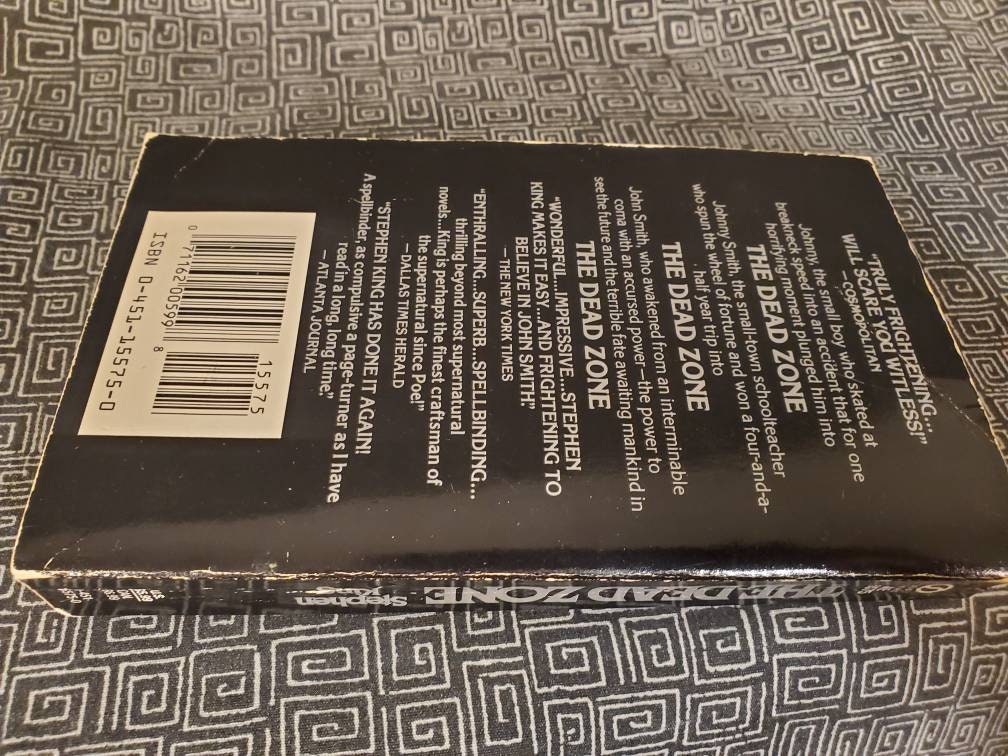 "TRULY FRIGHTENING...
WILL SCARE YOU WITLESS!"
—COSMOPOLITAN
Johnny, the small boy who skated at
breakneck speed into an accident that for one
horrifying moment plunged him into
THE DEAD ZONE
Johnny Smith, the small-town schoolteacher
who spun the wheel of fortune and won a four-and-a-
half year trip into
THE DEAD ZONE
John Smith, who awakened from an interminable
coma with an accursed power—the power to
see the future and the terrible fate awaiting mankind in
THE DEAD ZONE
"WONDERFUL...IMPRESSIVE...STEPHEN
KING MAKES IT EASY...AND FRIGHTENING TO
BELIEVE IN JOHN SMITH"
—THE NEW YORK TIMES
"ENTHRALLING...SUPERB...SPELLBINDING...
thrilling beyond most supernatural
novels...King is perhaps the finest craftsman of
the supernatural since Poe!"
—DALLAS TIMES HERALD
"STEPHEN KING HAS DONE IT AGAIN!
A spellbinder, as compulsive a page-turner as I have
read in a long, long time."
—ATLANTA JOURNAL
15575
0 71162 00599 8
ISBN 0-451-15575-0
THE DEAD ZONE
Stephen
King